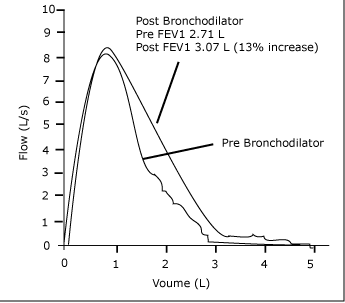 10
9
8
7
6
5
4
3
2
1
0
Flow (L/s)
Post Bronchodilator
Pre FEV1 2.71 L
Post FEV1 3.07 L (13% increase)
Pre Bronchodilator
0 1 2 3 4 5
Voume (L)